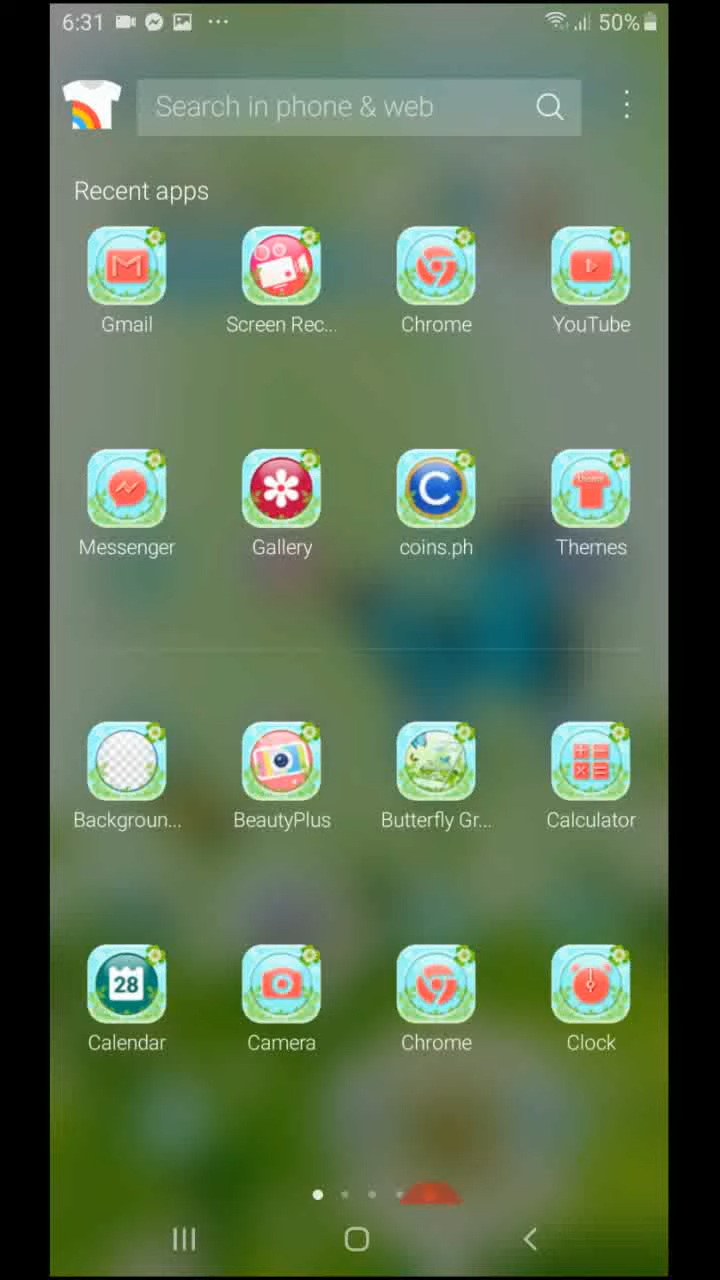 6:31 50%
Search in phone & web
Recent apps
Gmail Screen Rec... Chrome YouTube
Messenger Gallery coins.ph Themes
Backgroun... BeautyPlus Butterfly Gr... Calculator
28
Calendar Camera Chrome Clock